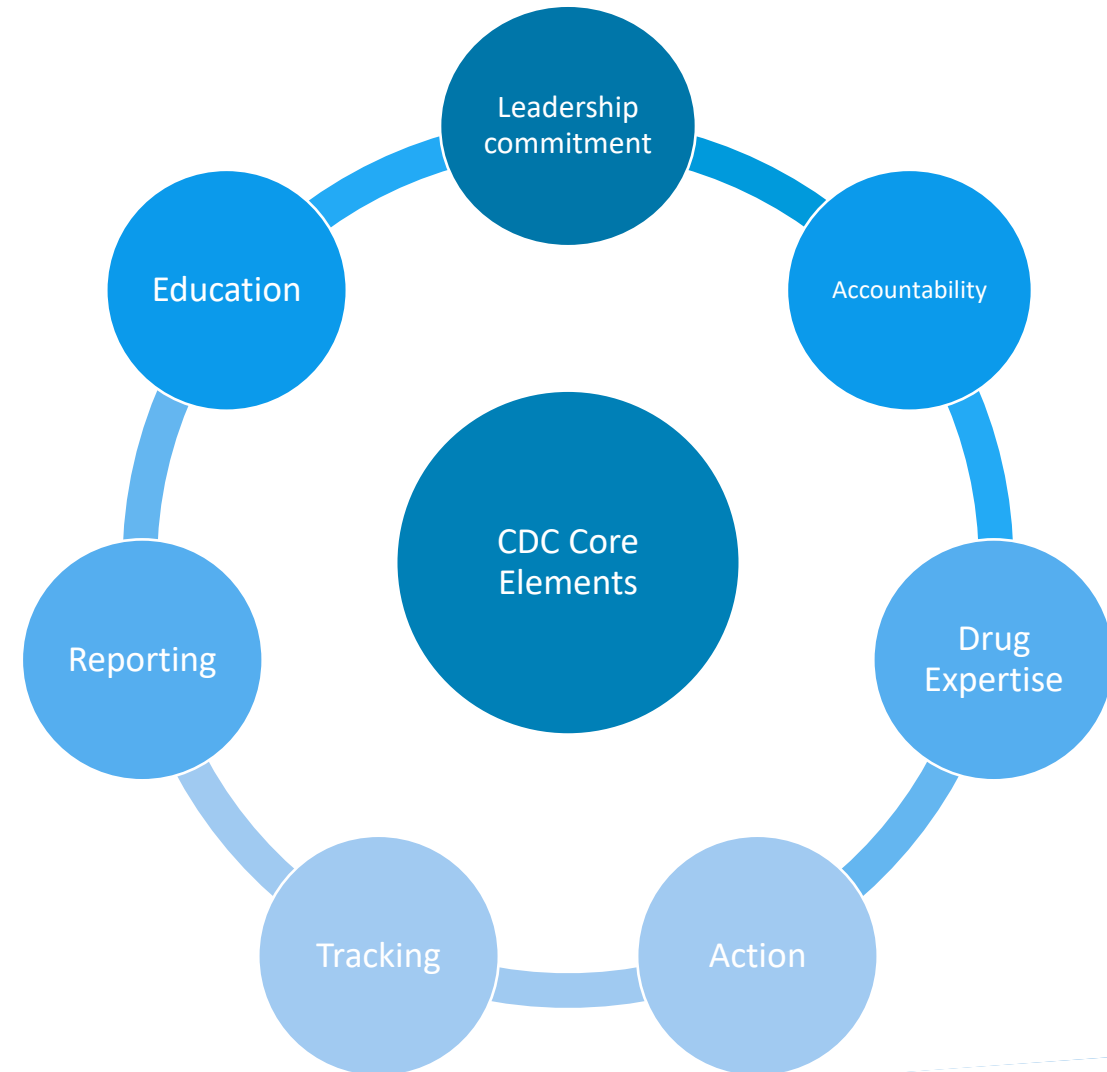 Leadership
commitment
Accountability
Drug
Expertise
Action
Tracking
Reporting
Education
CDC Core
Elements